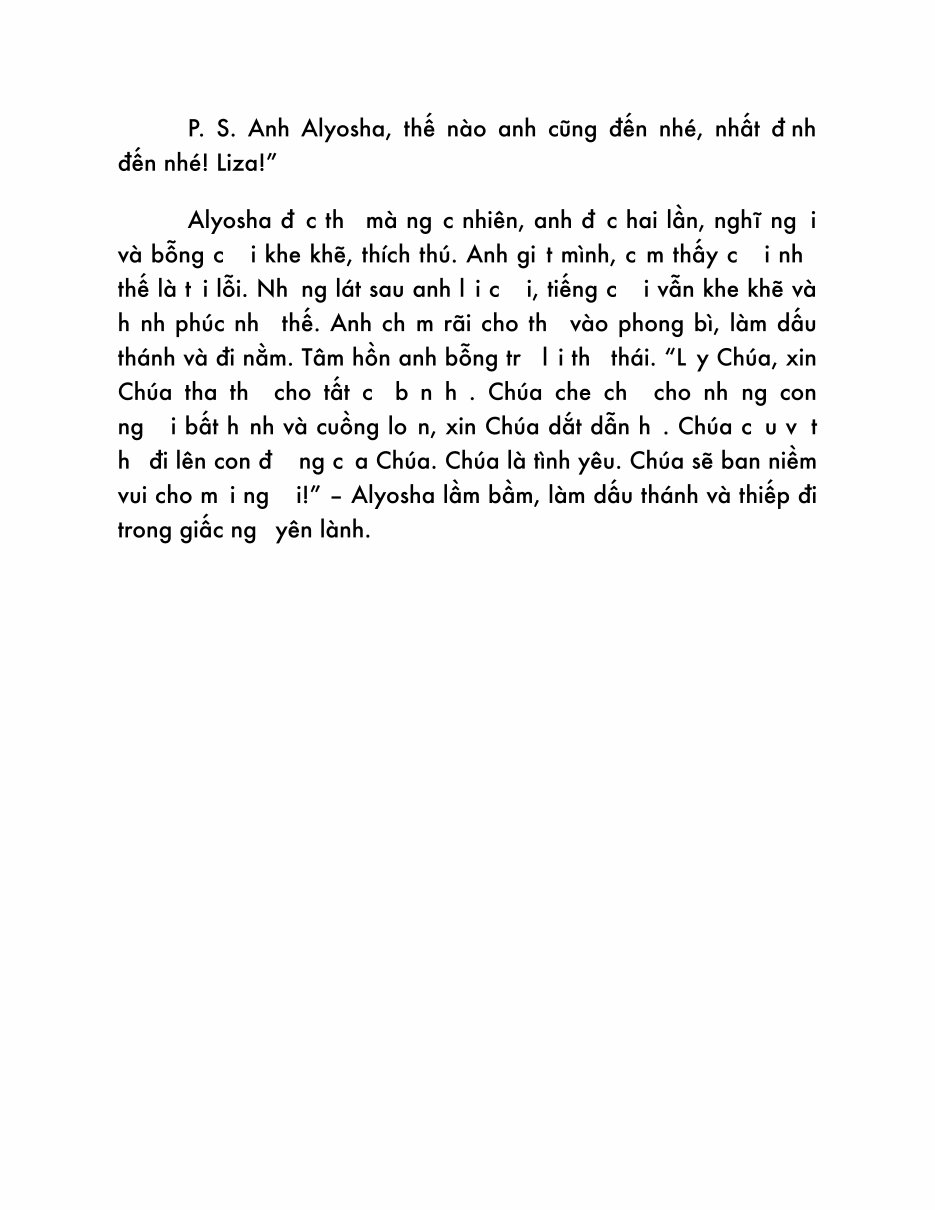 P. S. Anh Alyosha, thế nào anh cũng đến nhé, nhất đ nh
đến nhé! Liza!”
Alyosha đ c th mà ng c nhiên, anh đ c hai lần, nghĩ ng i
và bỗng c i khe khẽ, thích thú. Anh gi t mình, c m thấy c i nh
thế là t i lỗi. Nh ng lát sau anh l i c i, tiếng c i vẫn khe khẽ và
h nh phúc nh thế. Anh ch m rãi cho th vào phong bì, làm dấu
thánh và đi nằm. Tâm hồn anh bỗng tr l i th thái. “L y Chúa, xin
Chúa tha th cho tất c b n h . Chúa che ch cho nh ng con
ng i bất h nh và cuồng lo n, xin Chúa dắt dẫn h . Chúa c u v t
h đi lên con đ ng c a Chúa. Chúa là tình yêu. Chúa sẽ ban niềm
vui cho m i ng i!” – Alyosha lầm bầm, làm dấu thánh và thiếp đi
trong giấc ng yên lành.